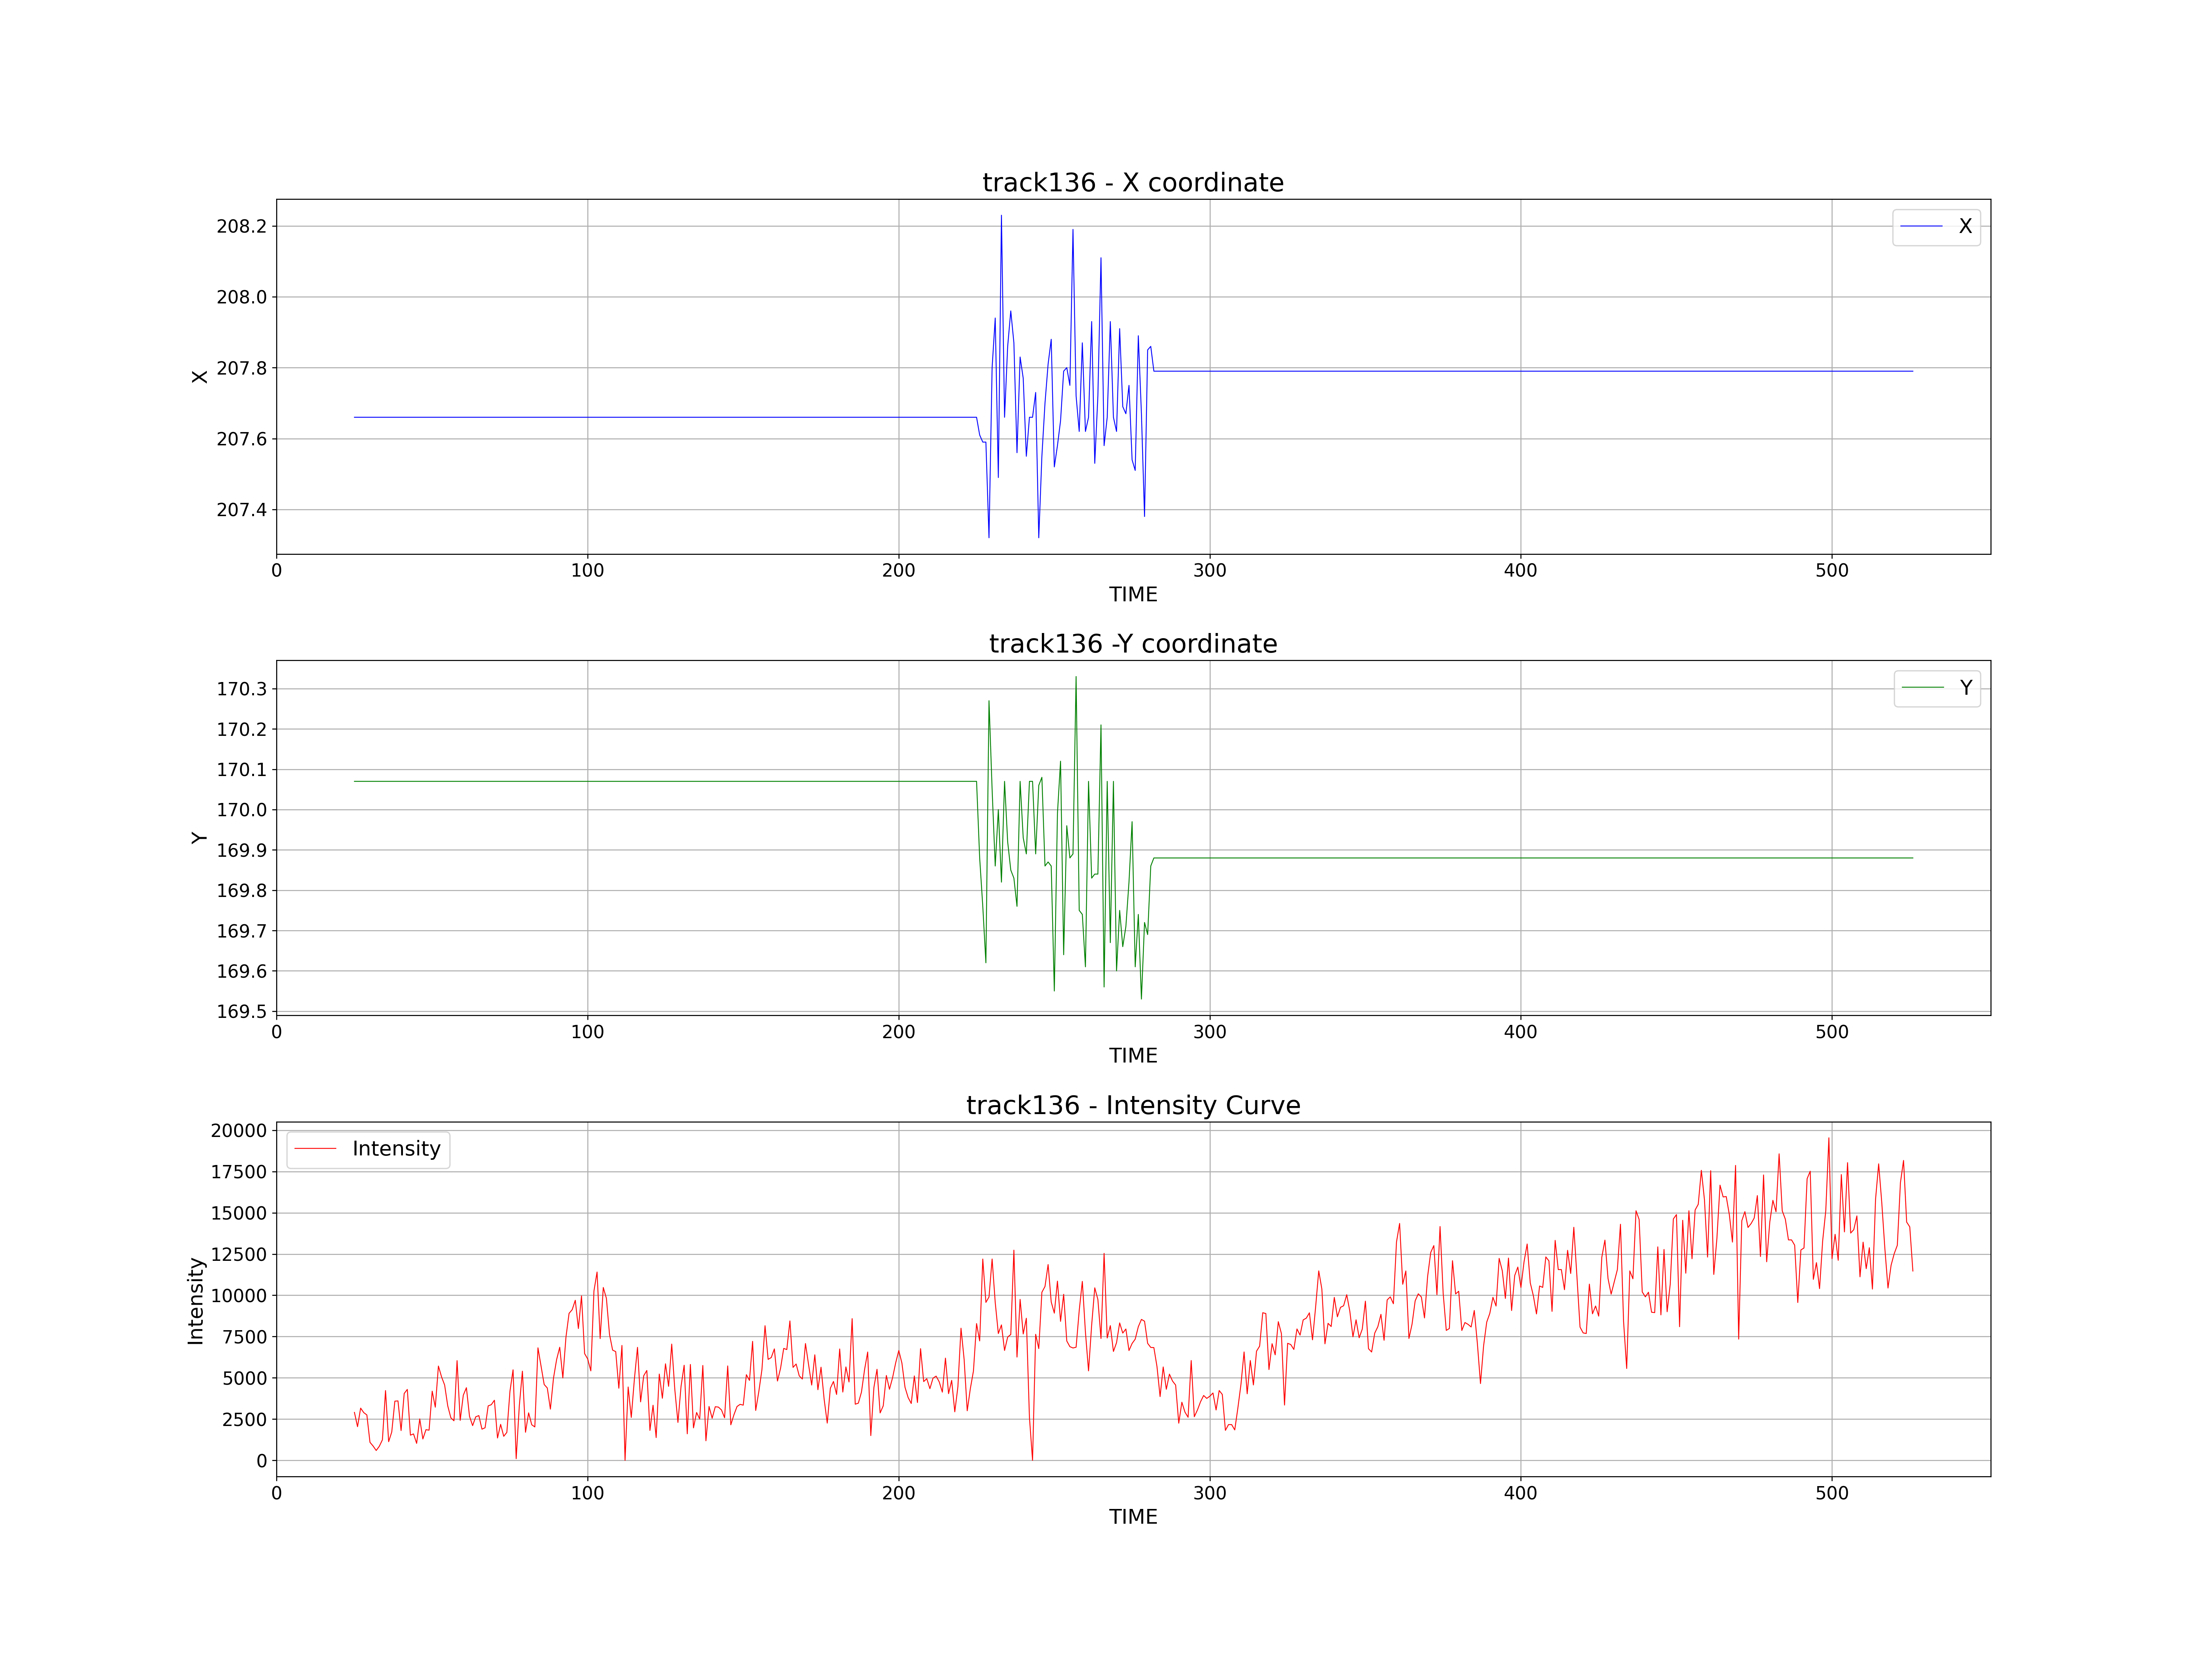 track136 - X coordinate
X
208.2
208.0
207.8
207.6
207.4
X
0 100 200 300 400 500
TIME
track136 -Y coordinate
Y
170.3
170.2
170.1
170.0
169.9
169.8
169.7
169.6
169.5
Y
0 100 200 300 400 500
TIME
track136 - Intensity Curve
Intensity
20000
17500
15000
12500
10000
7500
5000
2500
0
Intensity
0 100 200 300 400 500
TIME